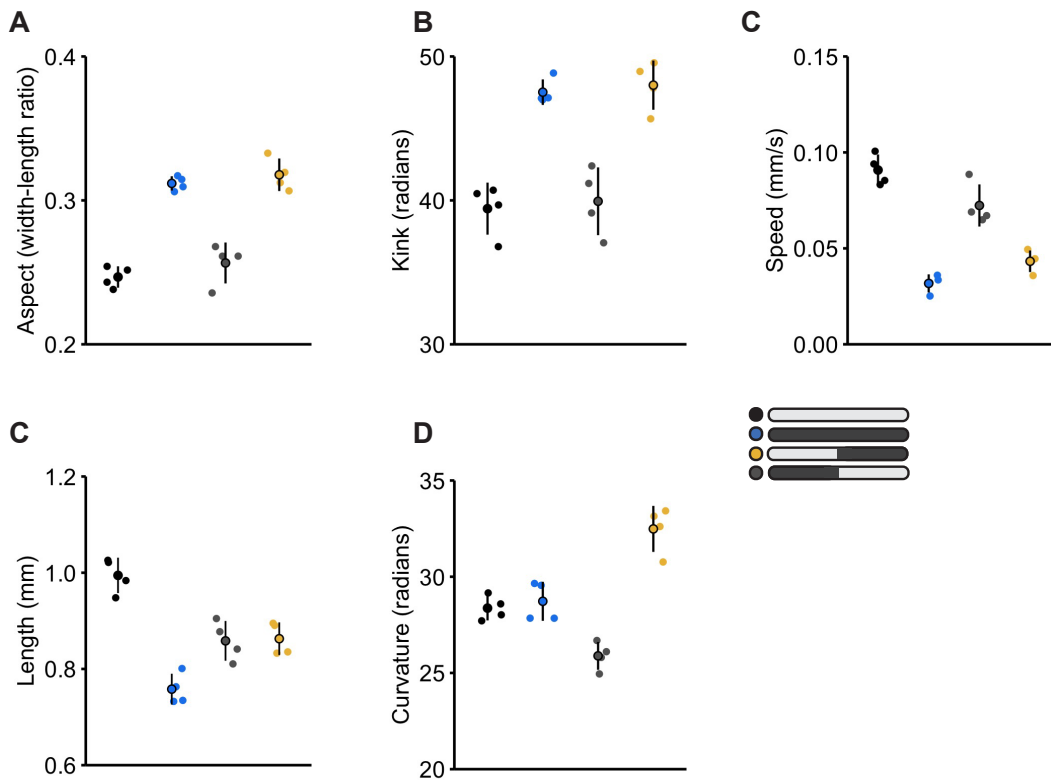 A
B
C
Aspect (width-length ratio)
0.4
0.3
0.2
Kink (radians)
50
40
30
Speed (mm/s)
0.15
0.10
0.05
0.00
C
D
Length (mm)
1.2
1.0
0.8
0.6
Curvature (radians)
35
30
25
20